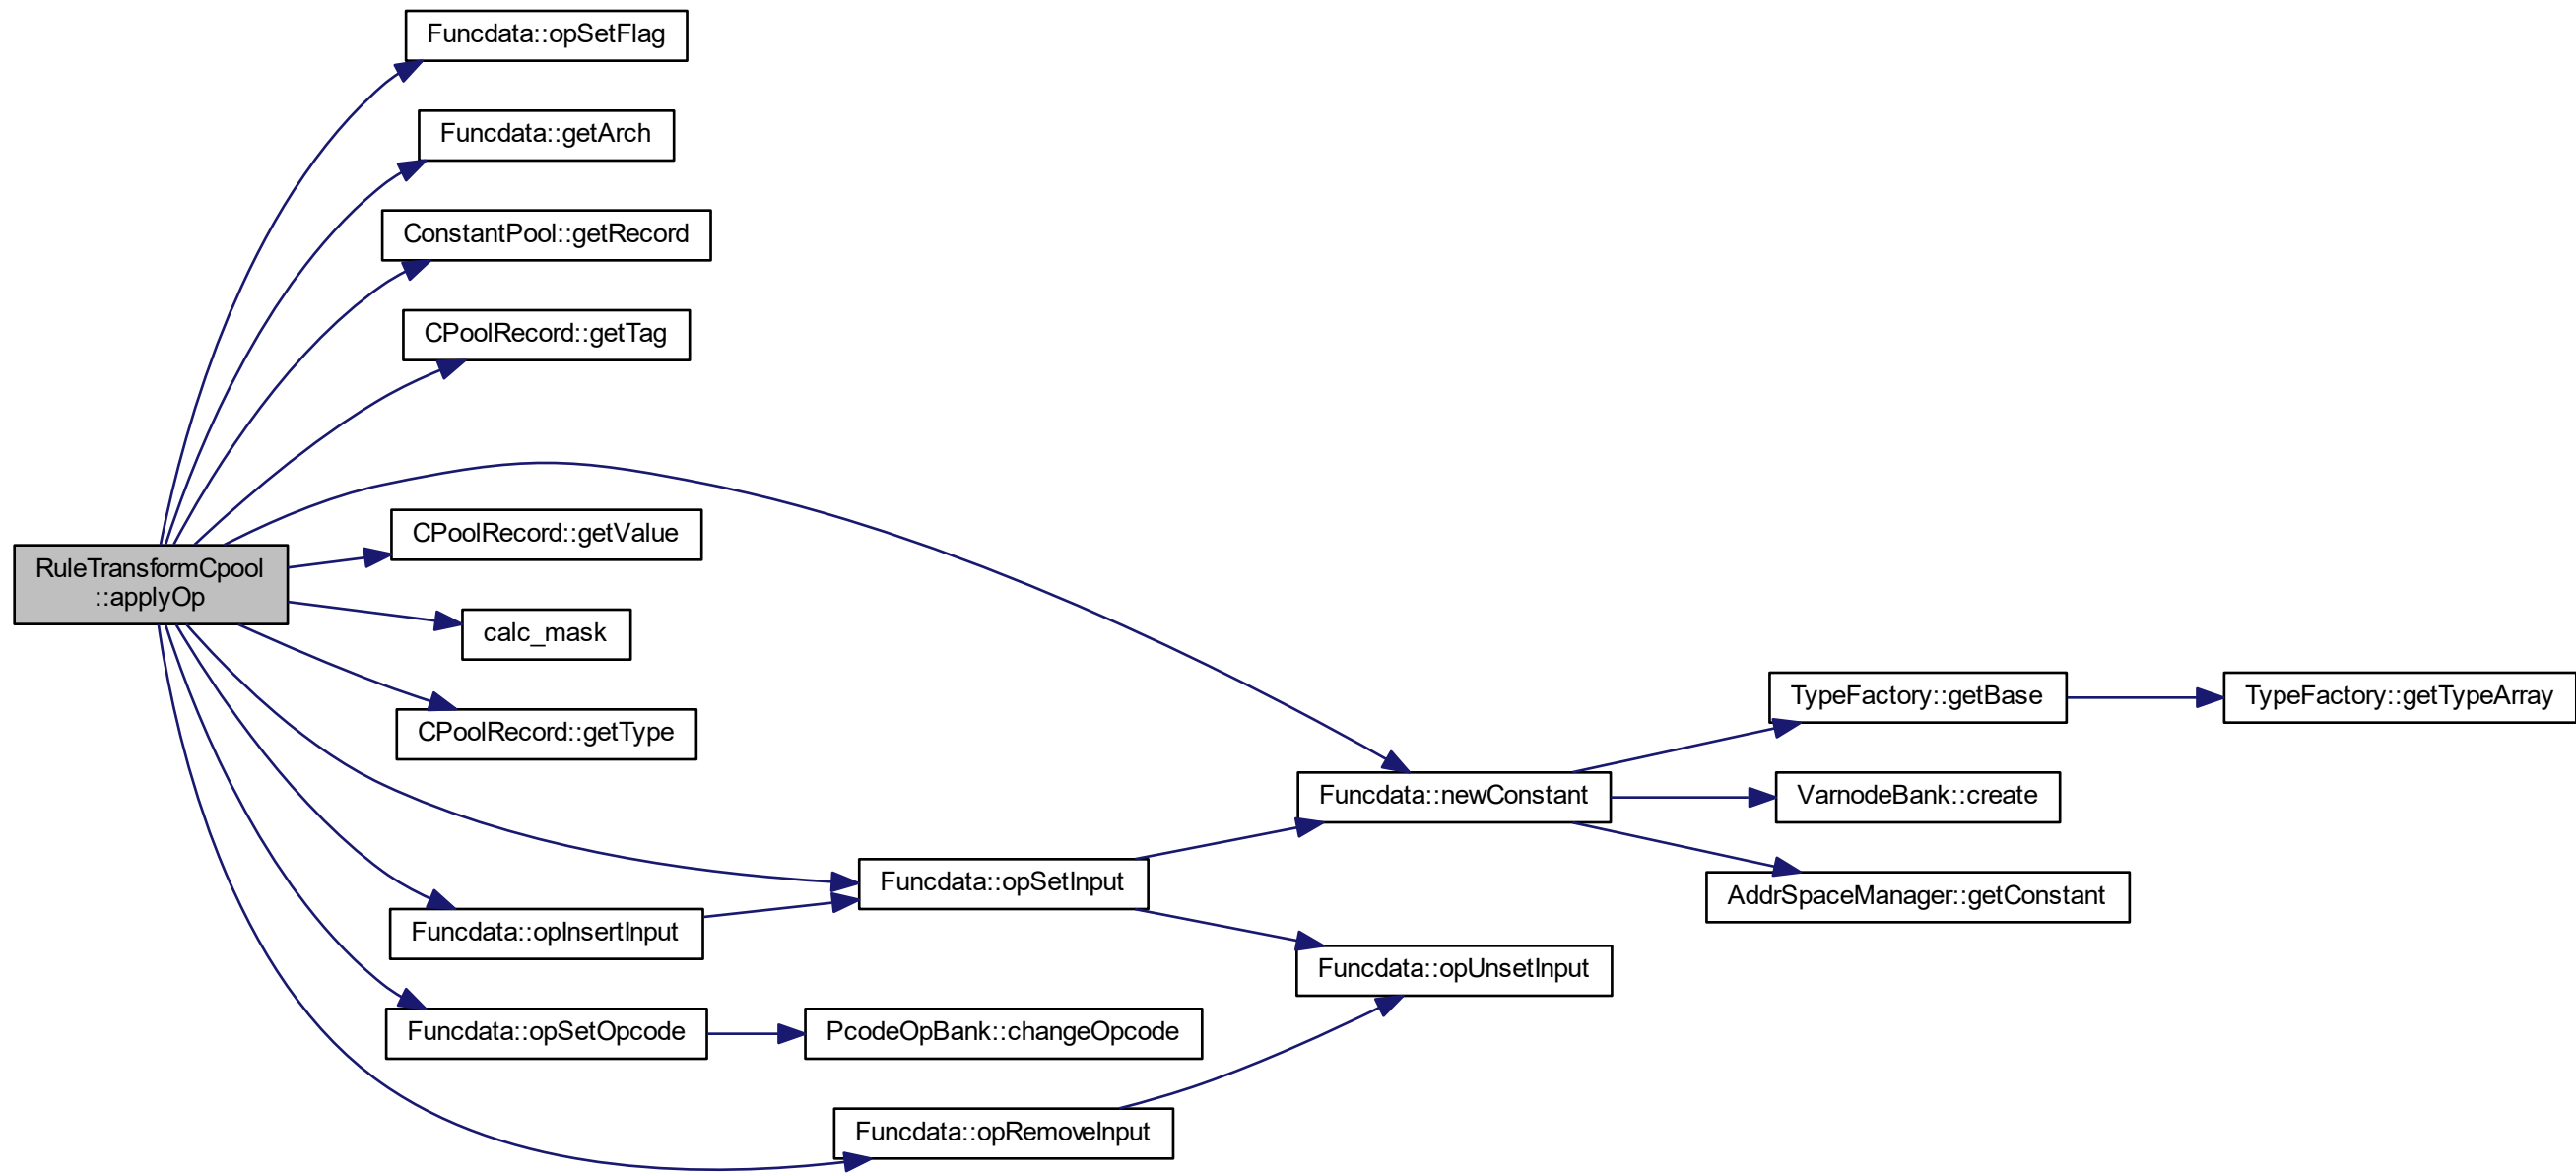 Funcdata::opSetFlag
Funcdata::getArch
ConstantPool::getRecord
CPoolRecord::getTag
CPoolRecord::getValue
RuleTransformCpool
::applyOp
calc_mask
CPoolRecord::getType
TypeFactory::getBase
TypeFactory::getTypeArray
Funcdata::newConstant
VarnodeBank::create
Funcdata::opSetInput
AddrSpaceManager::getConstant
Funcdata::opInsertInput
Funcdata::opUnsetInput
Funcdata::opSetOpcode
PcodeOpBank::changeOpcode
Funcdata::opRemoveInput